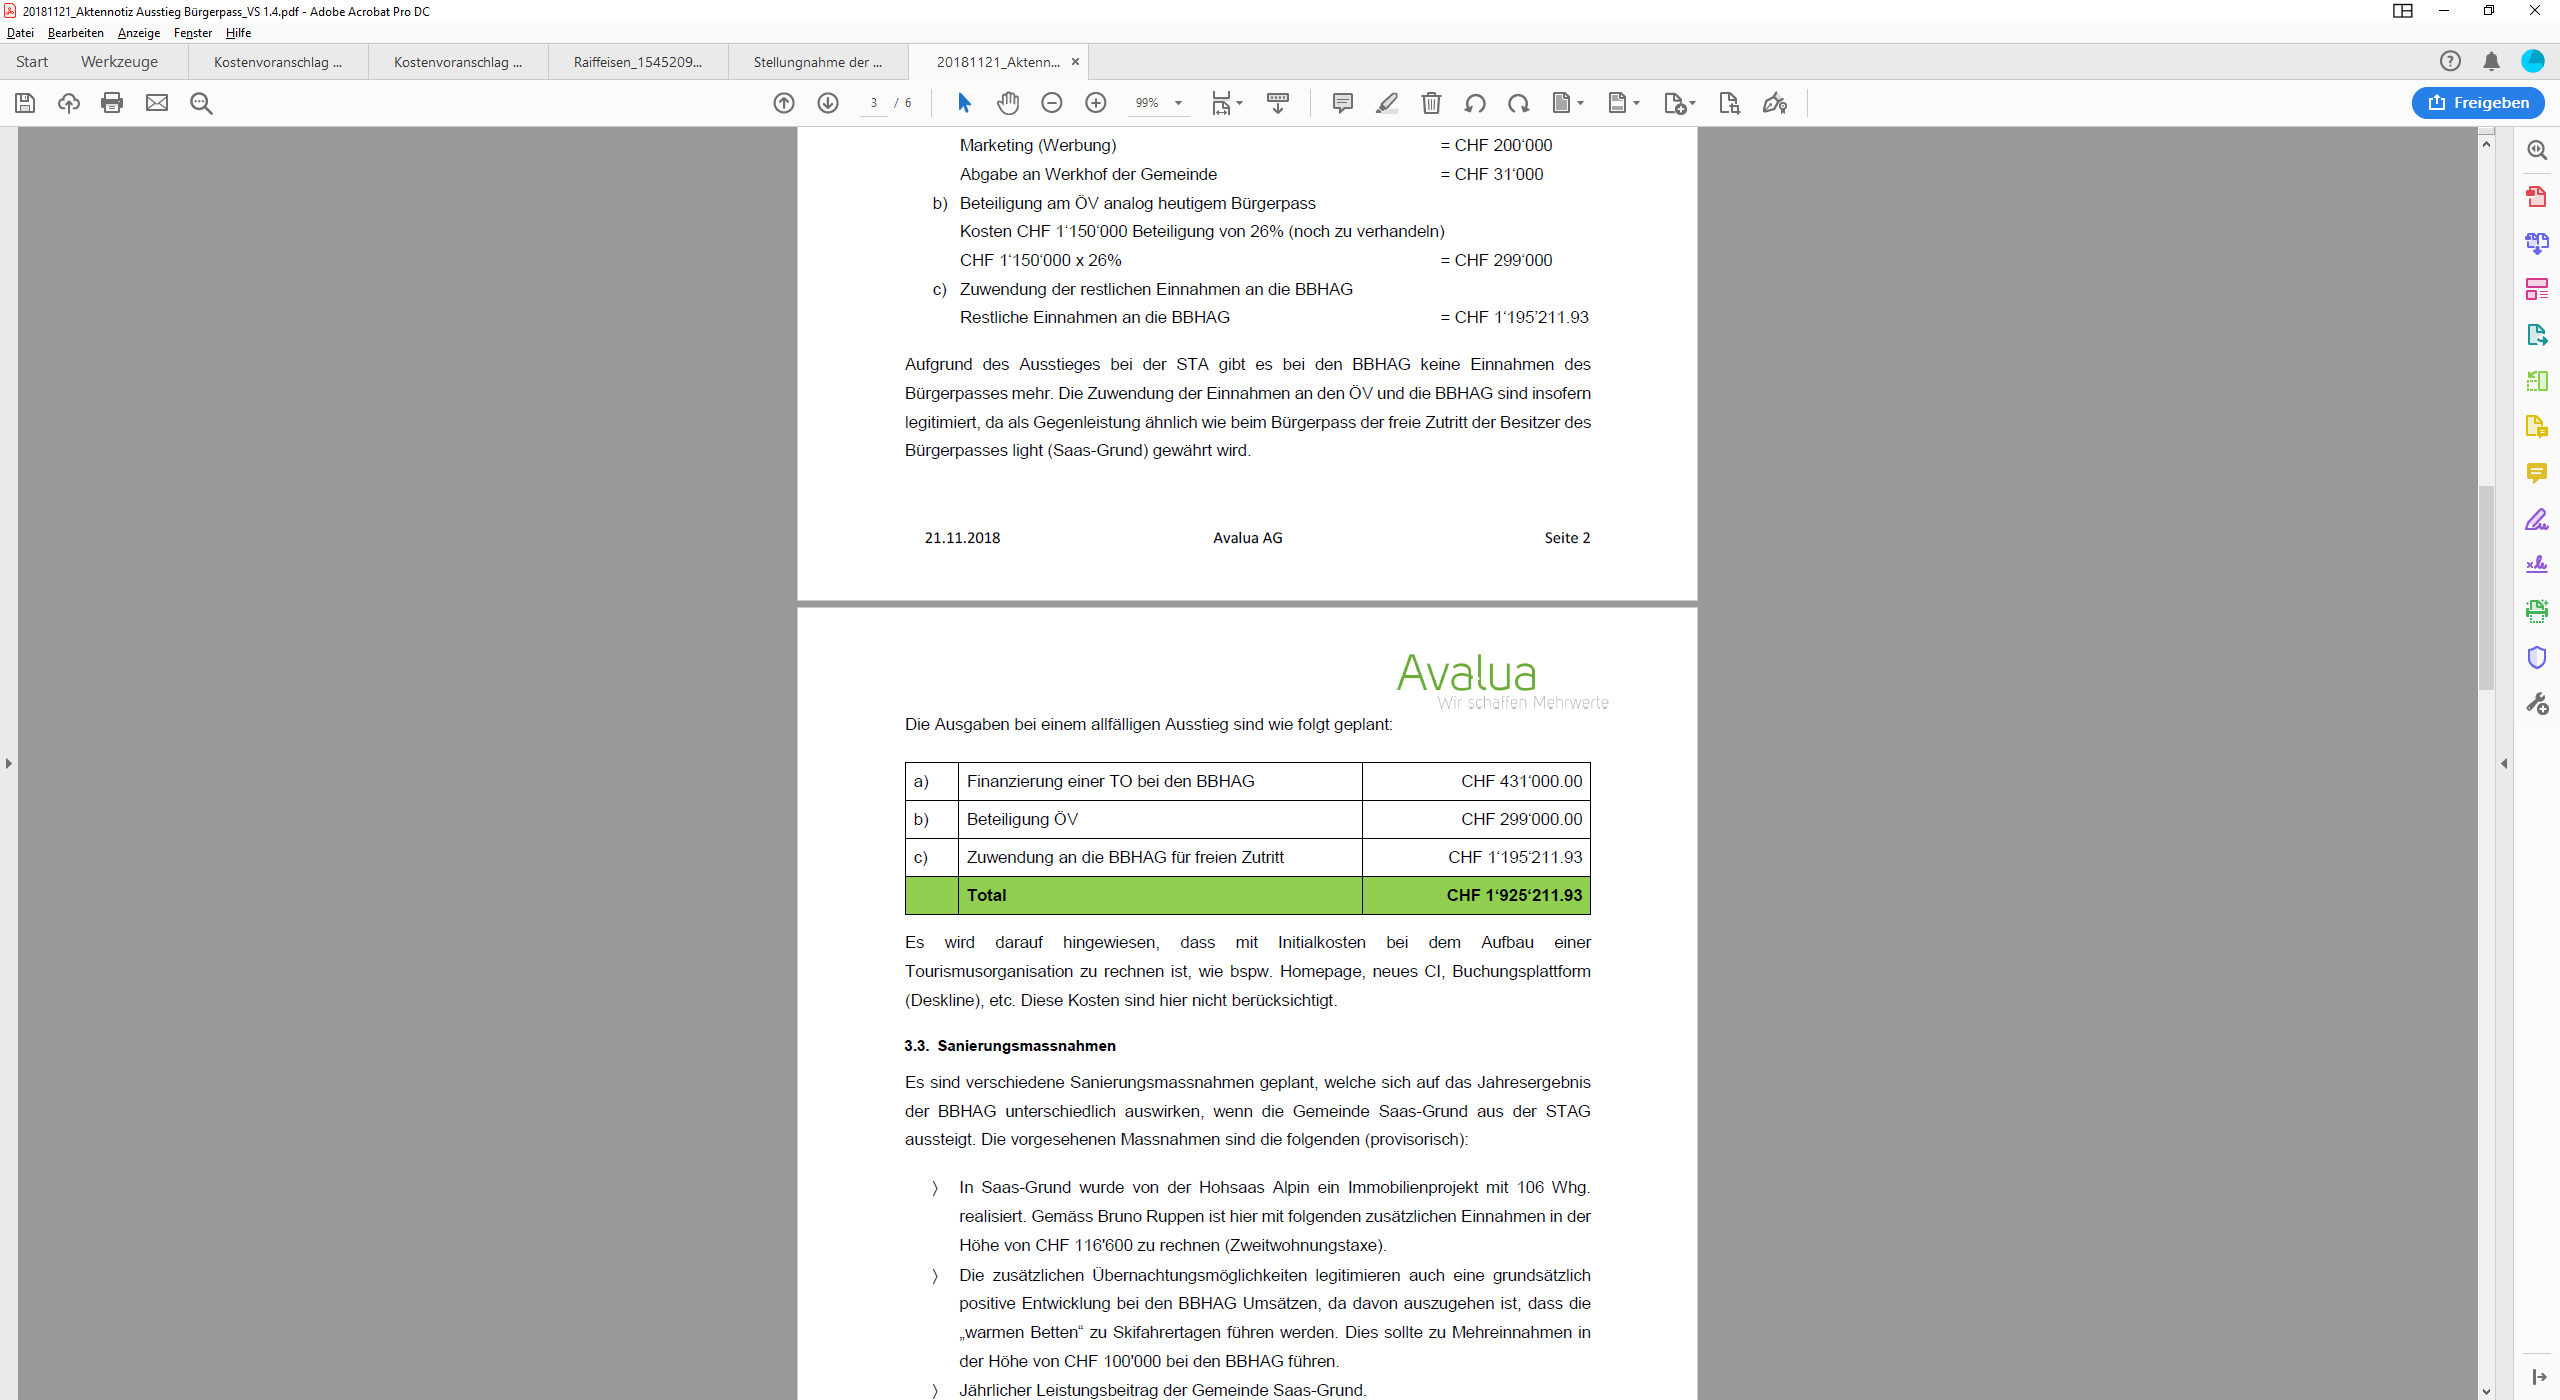 20181121_Aktennotiz Ausstieg Bürgerpass_VS 1.4.pdf - Adobe Acrobat Pro DC
Datei Bearbeiten Anzeige Fenster Hilfe
Start Werkzeuge Kostenvoranschlag ... Kostenvoranschlag ... Raiffeisen_1545209... Stellungnahme der ... 20181121_Aktenn... ×
3 / 6 99% Freigeben
Marketing (Werbung) = CHF 200‘000
Abgabe an Werkhof der Gemeinde = CHF 31‘000
b) Beteiligung am ÖV analog heutigem Bürgerpass
Kosten CHF 1‘150‘000 Beteiligung von 26% (noch zu verhandeln)
CHF 1‘150‘000 x 26% = CHF 299‘000
c) Zuwendung der restlichen Einnahmen an die BBHAG
Restliche Einnahmen an die BBHAG = CHF 1‘195’211.93
Aufgrund des Ausstieges bei der STA gibt es bei den BBHAG keine Einnahmen des
Bürgerpasses mehr. Die Zuwendung der Einnahmen an den ÖV und die BBHAG sind insofern
legitimiert, da als Gegenleistung ähnlich wie beim Bürgerpass der freie Zutritt der Besitzer des
Bürgerpasses light (Saas-Grund) gewährt wird.
21.11.2018 Avalua AG Seite 2
Avalua
Wir schaffen Mehrwerte
Die Ausgaben bei einem allfälligen Ausstieg sind wie folgt geplant:
a) Finanzierung einer TO bei den BBHAG CHF 431‘000.00
b) Beteiligung ÖV CHF 299‘000.00
c) Zuwendung an die BBHAG für freien Zutritt CHF 1‘195‘211.93
Total CHF 1‘925‘211.93
Es wird darauf hingewiesen, dass mit Initialkosten bei dem Aufbau einer
Tourismusorganisation zu rechnen ist, wie bspw. Homepage, neues CI, Buchungsplattform
(Deskline), etc. Diese Kosten sind hier nicht berücksichtigt.
3.3. Sanierungsmassnahmen
Es sind verschiedene Sanierungsmassnahmen geplant, welche sich auf das Jahresergebnis
der BBHAG unterschiedlich auswirken, wenn die Gemeinde Saas-Grund aus der STAG
aussteigt. Die vorgesehenen Massnahmen sind die folgenden (provisorisch):
〉 In Saas-Grund wurde von der Hohsaas Alpin ein Immobilienprojekt mit 106 Whg.
realisiert. Gemäss Bruno Ruppen ist hier mit folgenden zusätzlichen Einnahmen in der
Höhe von CHF 116'600 zu rechnen (Zweitwohnungstaxe).
〉 Die zusätzlichen Übernachtungsmöglichkeiten legitimieren auch eine grundsätzlich
positive Entwicklung bei den BBHAG Umsätzen, da davon auszugehen ist, dass die
„warmen Betten“ zu Skifahrertagen führen werden. Dies sollte zu Mehreinnahmen in
der Höhe von CHF 100'000 bei den BBHAG führen.
〉 Jährlicher Leistungsbeitrag der Gemeinde Saas-Grund.